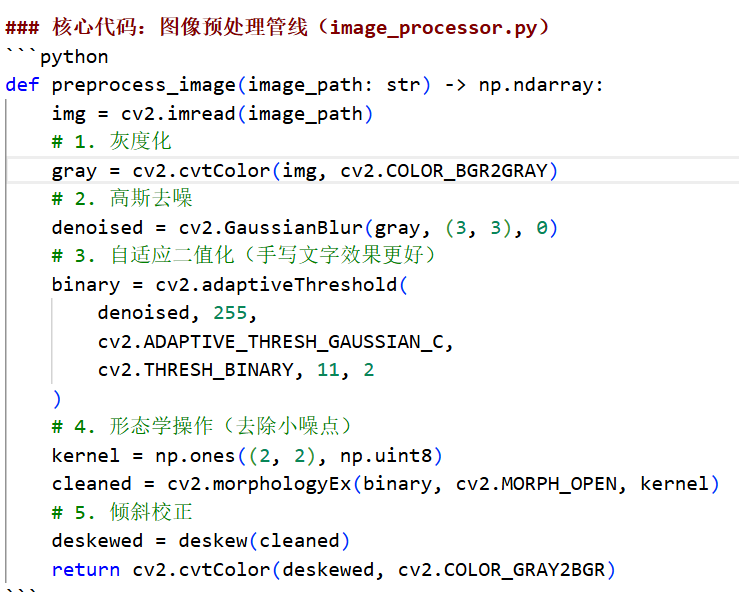 ### 核心代码：图像预处理管线（image_processor.py）
```python
def preprocess_image(image_path: str) -> np.ndarray:
    img = cv2.imread(image_path)
    # 1. 灰度化
    gray = cv2.cvtColor(img, cv2.COLOR_BGR2GRAY)
    # 2. 高斯去噪
    denoised = cv2.GaussianBlur(gray, (3, 3), 0)
    # 3. 自适应二值化（手写文字效果更好）
    binary = cv2.adaptiveThreshold(
        denoised, 255,
        cv2.ADAPTIVE_THRESH_GAUSSIAN_C,
        cv2.THRESH_BINARY, 11, 2
    )
    # 4. 形态学操作（去除小噪点）
    kernel = np.ones((2, 2), np.uint8)
    cleaned = cv2.morphologyEx(binary, cv2.MORPH_OPEN, kernel)
    # 5. 倾斜校正
    deskewed = deskew(cleaned)
    return cv2.cvtColor(deskewed, cv2.COLOR_GRAY2BGR)
```